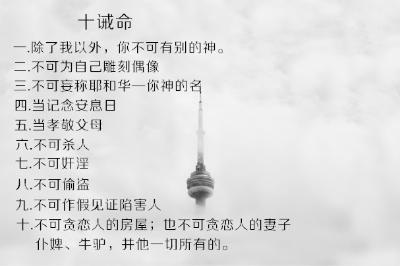 十诫命
一.除了我以外，你不可有别的神。
二.不可为自己雕刻偶像
三.不可妄称耶和华—你神的名
四.当记念安息日
五.当孝敬父母
六.不可杀人
七.不可奸淫
八.不可偷盗
九.不可作假见证陷害人
十.不可贪恋人的房屋；也不可贪恋人的妻子
仆婢、牛驴，并他一切所有的。